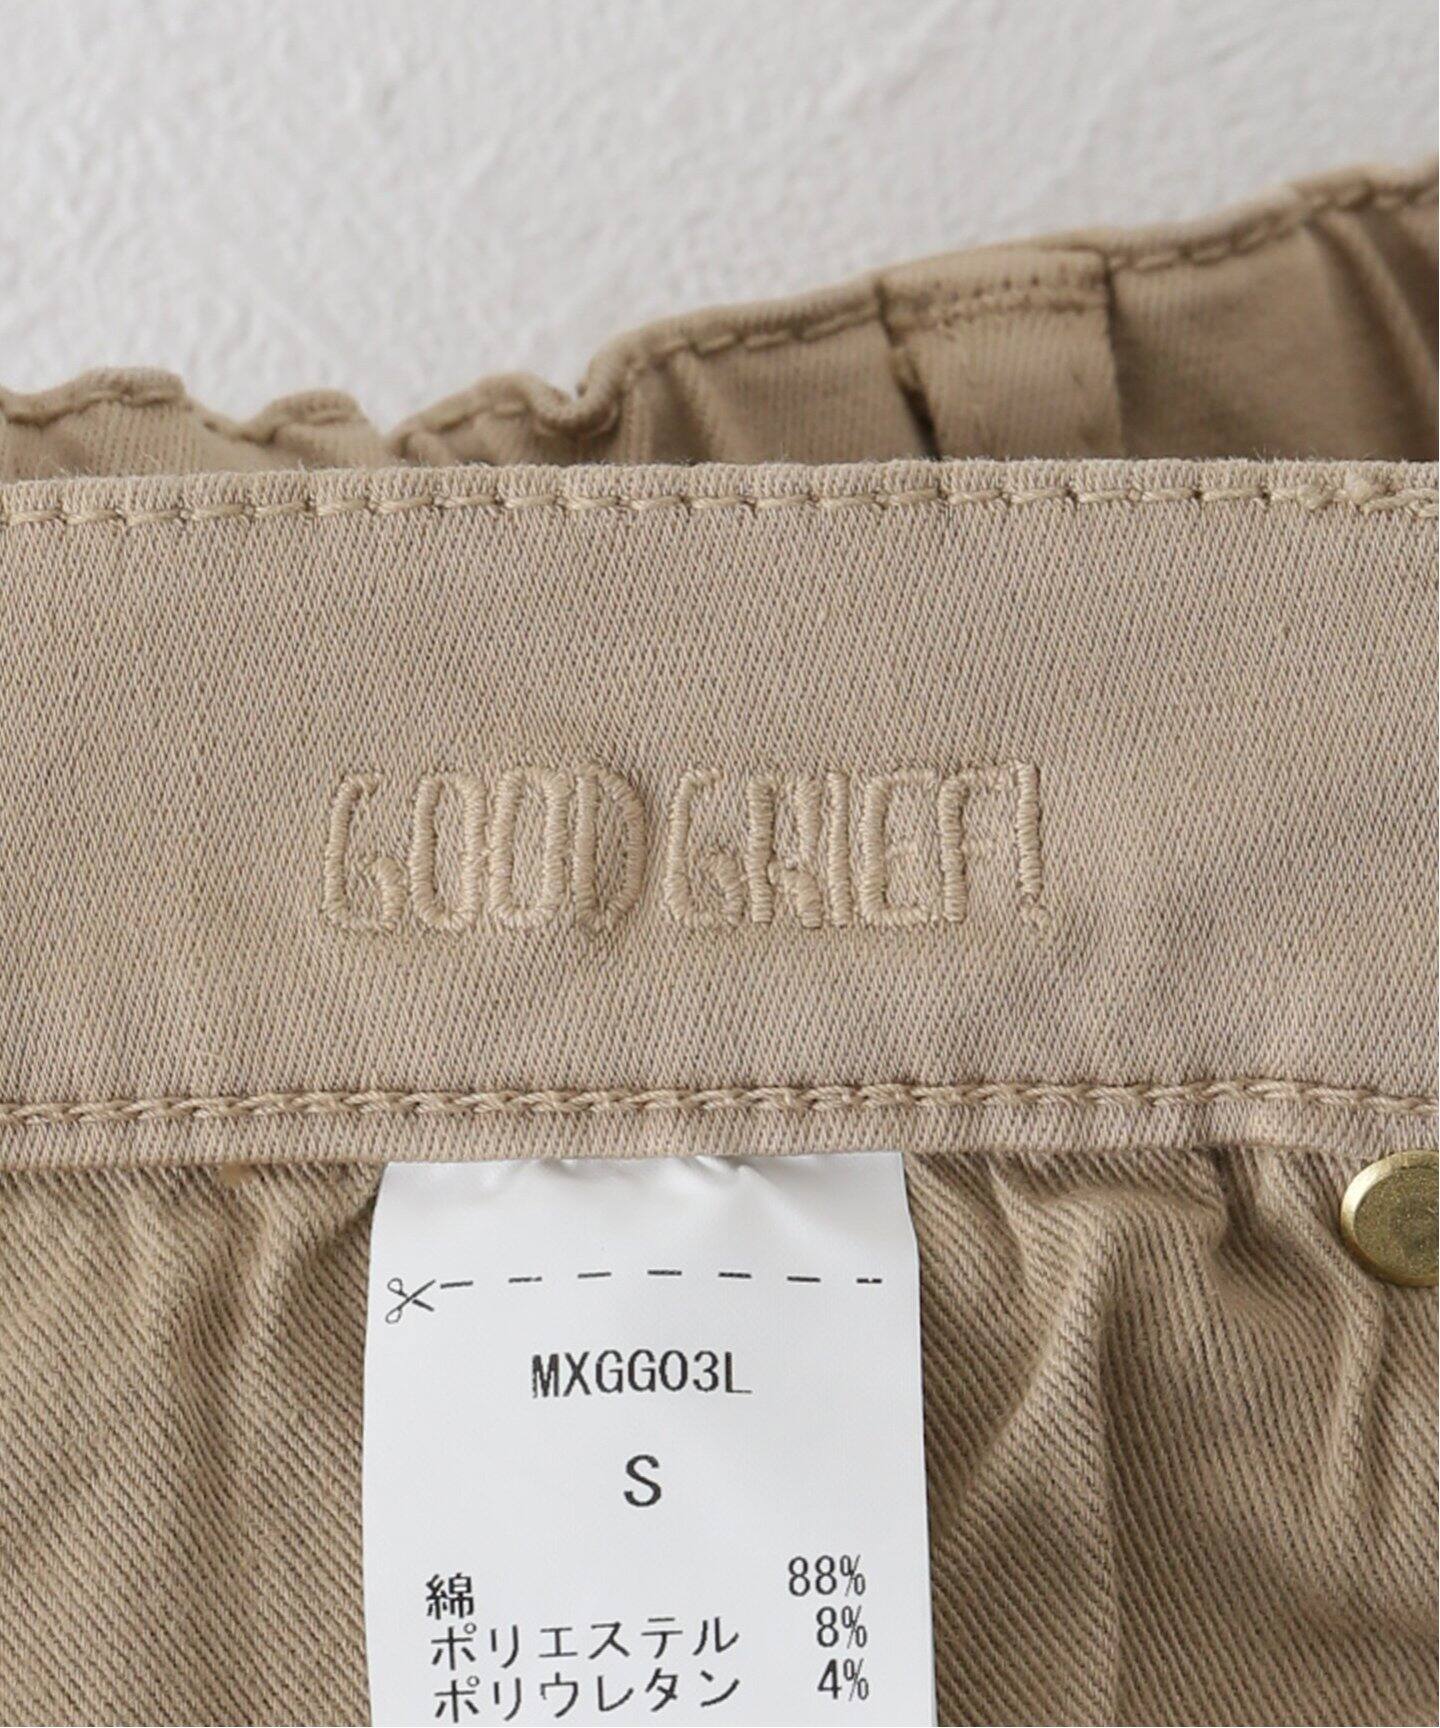 GOOD GRIEF!
MXGG03L
S
綿 88%
ポリエステル 8%
ポリウレタン 4%